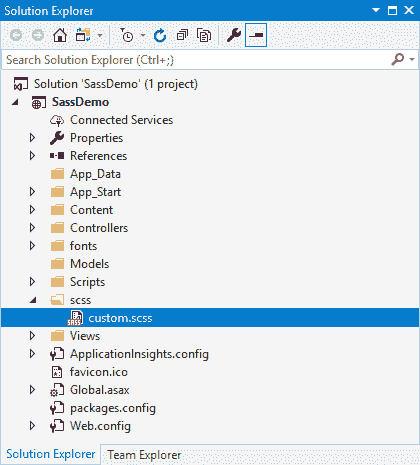 Solution Explorer
Search Solution Explorer (Ctrl+;)
Solution 'SassDemo' (1 project)
SassDemo
Connected Services
Properties
References
App_Data
App_Start
Content
Controllers
fonts
Models
Scripts
scss
custom.scss
Views
ApplicationInsights.config
favicon.ico
Global.asax
packages.config
Web.config
Solution Explorer Team Explorer